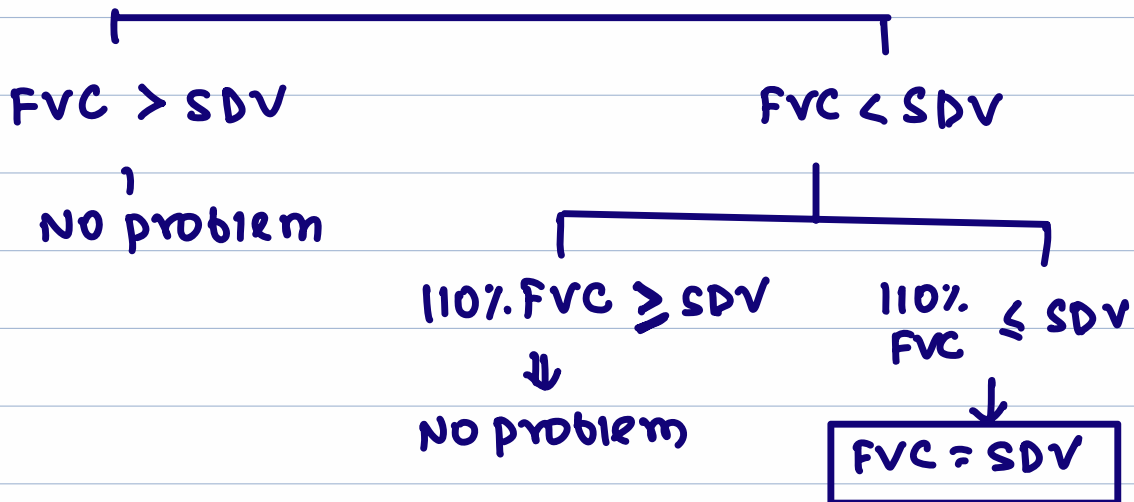 FVC > SDV
FVC < SDV
No problem
110% FVC ≥ SDV
110% FVC ≤ SDV
No problem
FVC = SDV